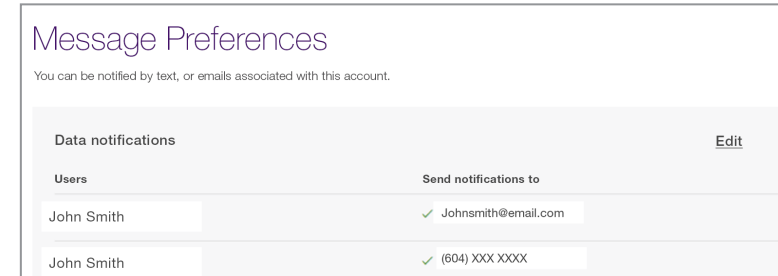 Message Preferences
You can be notified by text, or emails associated with this account.
Data notifications Edit
Users Send notifications to
John Smith Johnsmith@email.com
John Smith (604) XXX XXXX